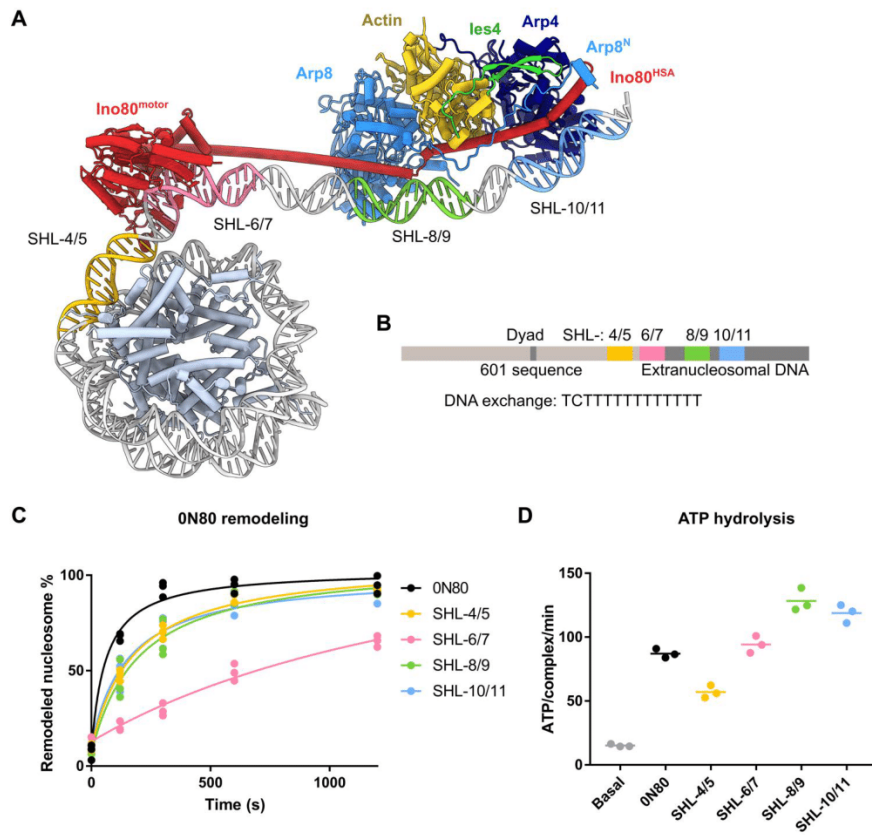 A
Actin
Ies4
Arp4
Arp8ᴺ
Arp8
Ino80ᴴˢᴬ
Ino80ᵐᵒᵗᵒʳ
SHL-10/11
SHL-6/7
SHL-4/5
SHL-8/9
B
Dyad SHL-: 4/5 6/7 8/9 10/11
601 sequence Extranucleosomal DNA
DNA exchange: TCTTTTTTTTTTTT
C
0N80 remodeling
Remodeled nucleosome %
100
50
0
0 500 1000
Time (s)
0N80
SHL-4/5
SHL-6/7
SHL-8/9
SHL-10/11
D
ATP hydrolysis
ATP/complex/min
150
100
50
0
Basal
0N80
SHL-4/5
SHL-6/7
SHL-8/9
SHL-10/11